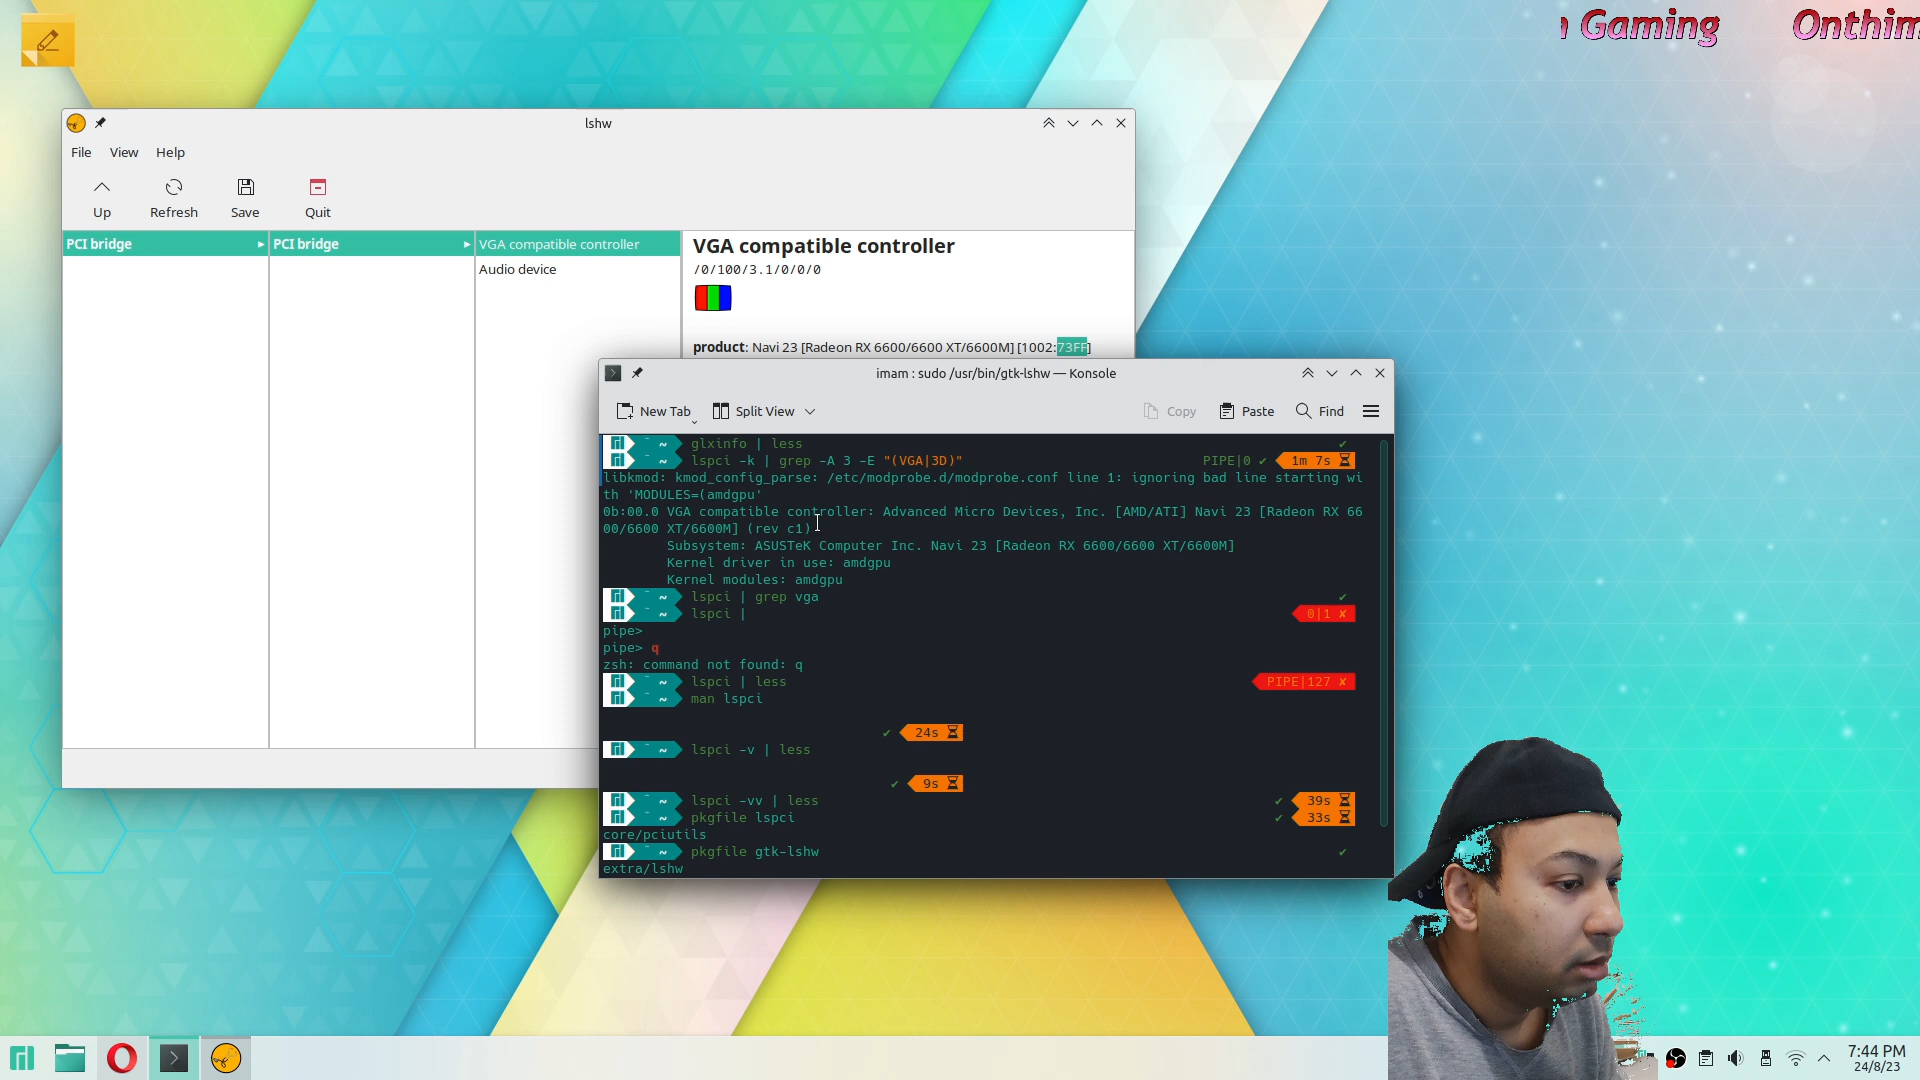 Gaming Onthim
lshw
File View Help
Up Refresh Save Quit
PCI bridge PCI bridge VGA compatible controller
Audio device
VGA compatible controller
/0/100/3.1/0/0/0
product: Navi 23 [Radeon RX 6600/6600 XT/6600M] [1002:73FF]
imam : sudo /usr/bin/gtk-lshw — Konsole
New Tab Split View Copy Paste Find
~ glxinfo | less ✔
~ lspci -k | grep -A 3 -E "(VGA|3D)" PIPE|0 ✔ 1m 7s
libkmod: kmod_config_parse: /etc/modprobe.d/modprobe.conf line 1: ignoring bad line starting wi
th 'MODULES=(amdgpu'
0b:00.0 VGA compatible controller: Advanced Micro Devices, Inc. [AMD/ATI] Navi 23 [Radeon RX 66
00/6600 XT/6600M] (rev c1)
Subsystem: ASUSTeK Computer Inc. Navi 23 [Radeon RX 6600/6600 XT/6600M]
Kernel driver in use: amdgpu
Kernel modules: amdgpu
~ lspci | grep vga ✔
~ lspci | 0|1 ✘
pipe>
pipe> q
zsh: command not found: q
~ lspci | less PIPE|127 ✘
~ man lspci
✔ 24s
~ lspci -v | less
✔ 9s
~ lspci -vv | less ✔ 39s
~ pkgfile lspci ✔ 33s
core/pciutils
~ pkgfile gtk-lshw ✔
extra/lshw
7:44 PM
24/8/23